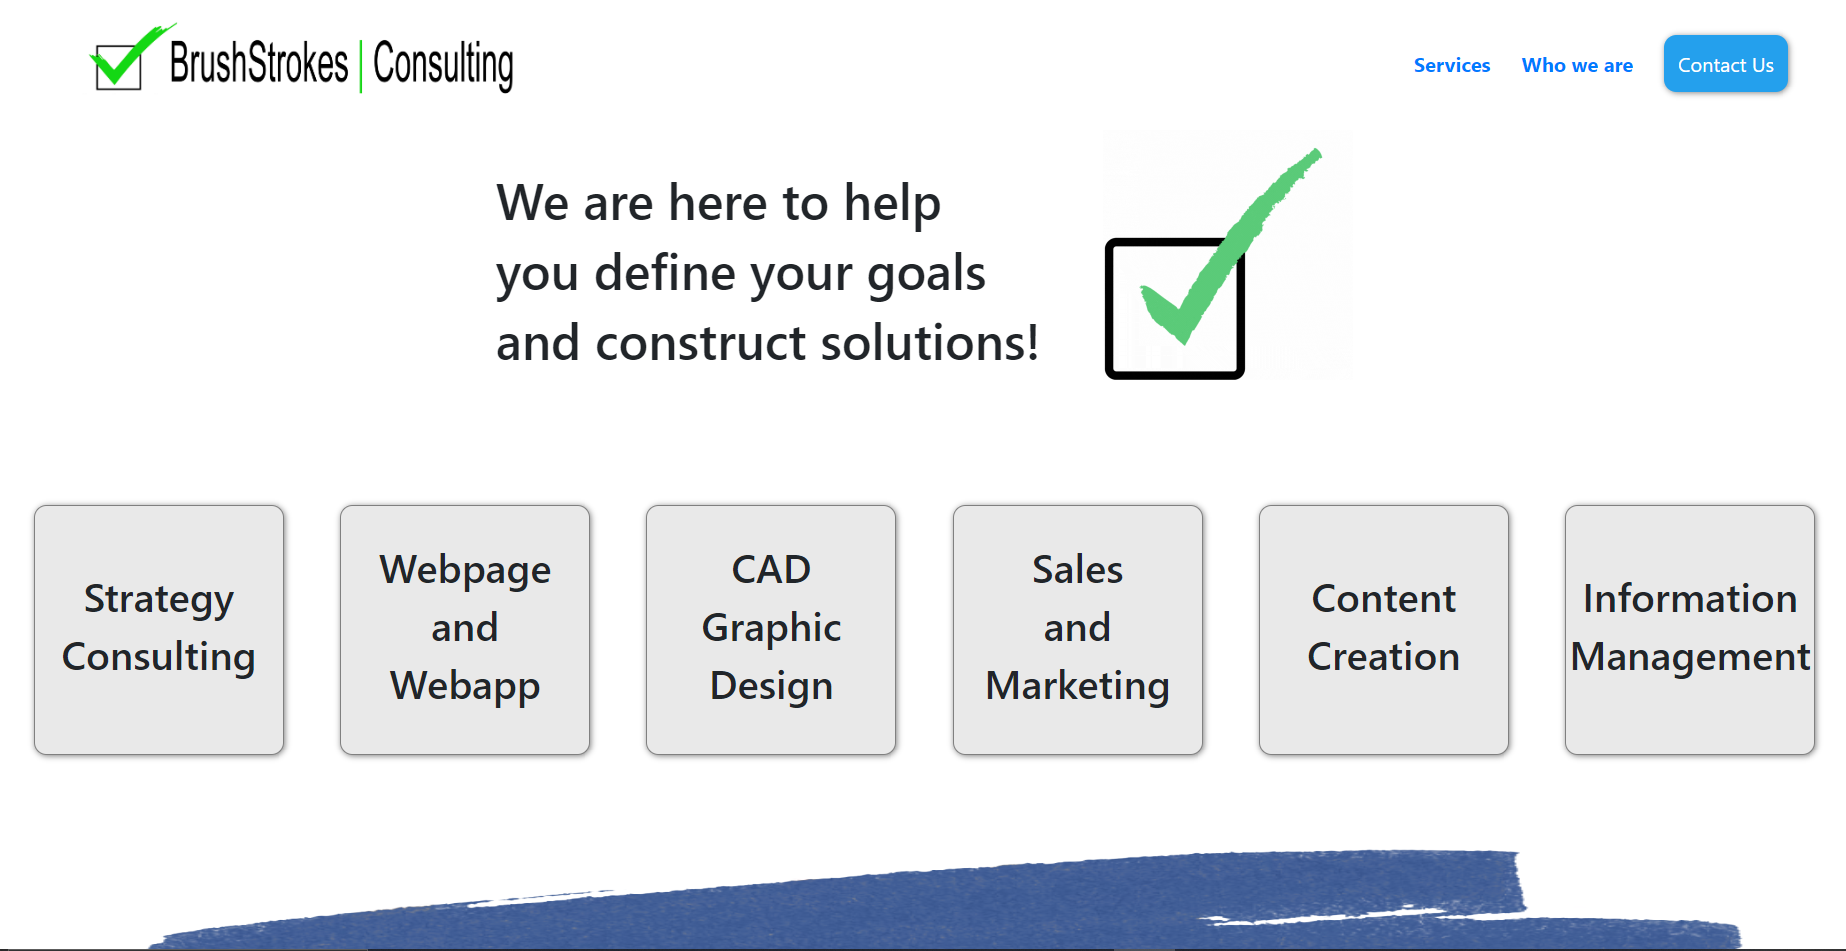 BrushStrokes | Consulting
Services
Who we are
Contact Us
We are here to help
you define your goals
and construct solutions!
Strategy
Consulting
Webpage
and
Webapp
CAD
Graphic
Design
Sales
and
Marketing
Content
Creation
Information
Management